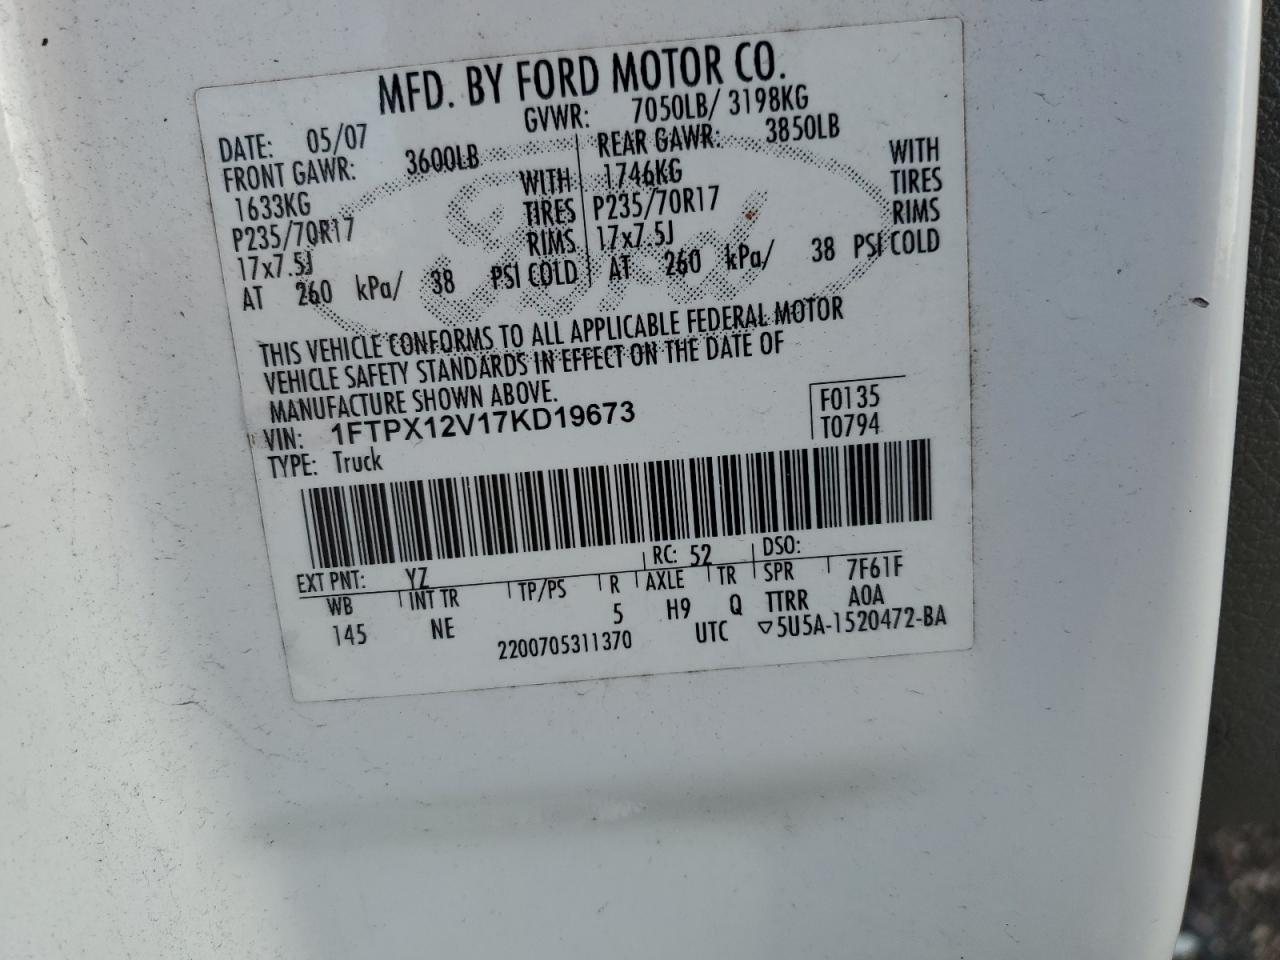 MFD. BY FORD MOTOR CO.
DATE: 05/07 GVWR: 7050LB/ 3198KG
FRONT GAWR: 3600LB REAR GAWR: 3850LB
1633KG WITH 1746KG WITH
P235/70R17 TIRES P235/70R17 TIRES
17x7.5J RIMS 17x7.5J RIMS
AT 260 kPa/ 38 PSI COLD AT 260 kPa/ 38 PSI COLD
THIS VEHICLE CONFORMS TO ALL APPLICABLE FEDERAL MOTOR
VEHICLE SAFETY STANDARDS IN EFFECT ON THE DATE OF
MANUFACTURE SHOWN ABOVE.
VIN: 1FTPX12V17KD19673 F0135
TYPE: Truck T0794
EXT PNT: YZ RC: 52 DSO:
WB INT TR TP/PS R AXLE TR SPR 7F61F
145 NE 5 H9 Q TTRR A0A
2200705311370 UTC ▽5U5A-1520472-BA
Ford